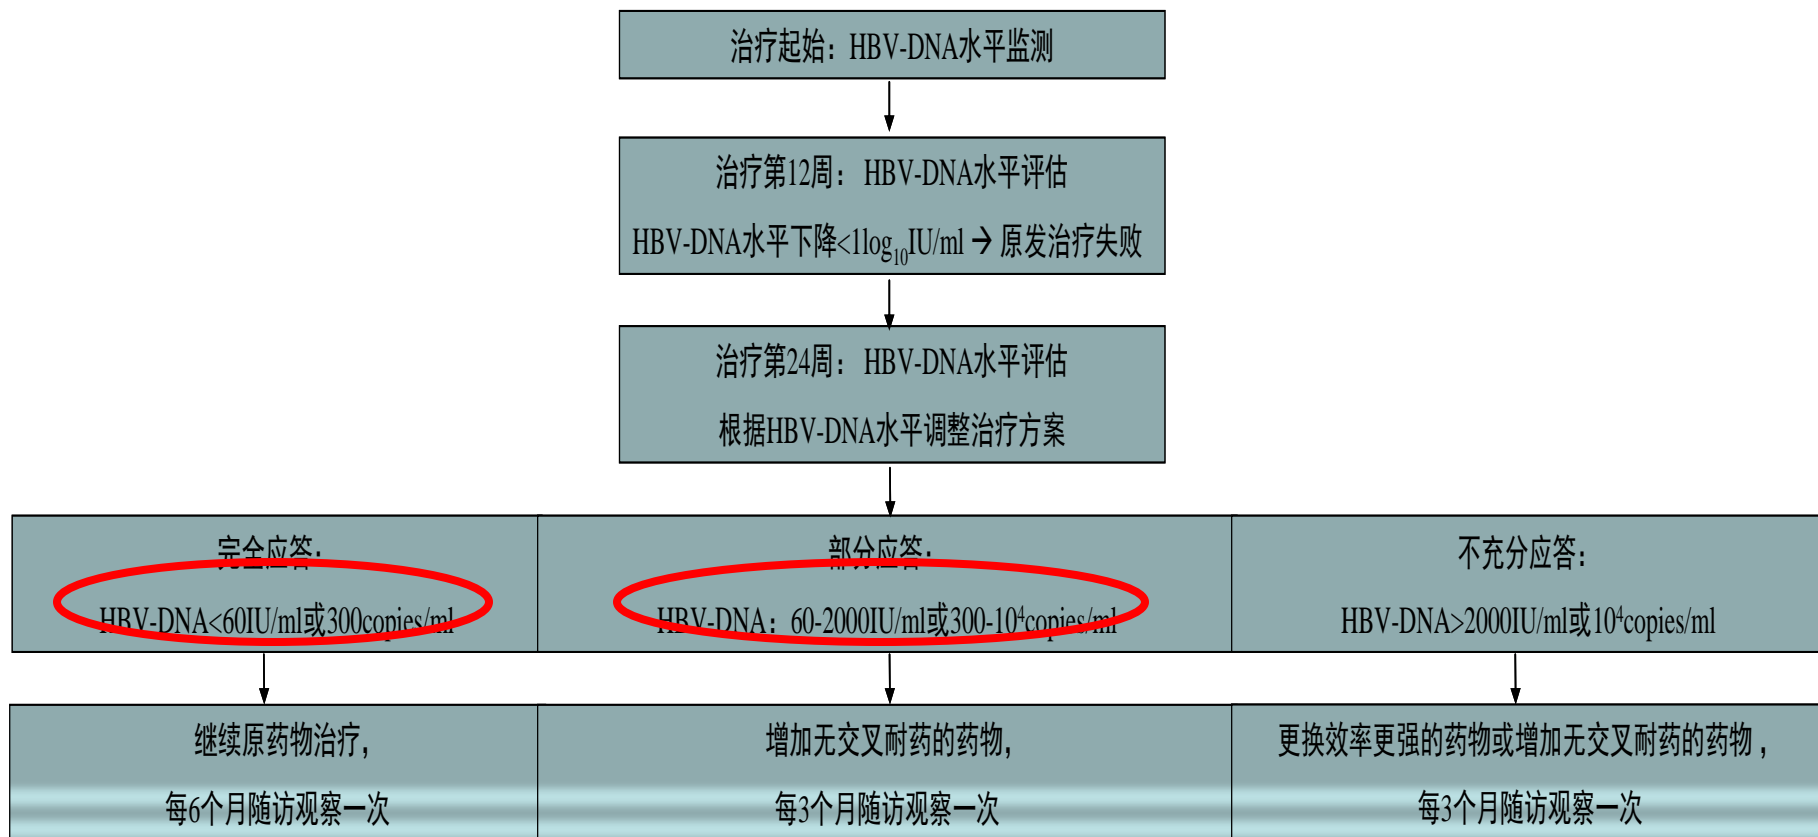 治疗起始：HBV-DNA水平监测
治疗第12周： HBV-DNA水平评估
HBV-DNA水平下降<1log₁₀IU/ml → 原发治疗失败
治疗第24周： HBV-DNA水平评估
根据HBV-DNA水平调整治疗方案
完全应答：
HBV-DNA<60IU/ml或300copies/ml
部分应答：
HBV-DNA：60-2000IU/ml或300-10⁴copies/ml
不充分应答：
HBV-DNA>2000IU/ml或10⁴copies/ml
继续原药物治疗，
每6个月随访观察一次
增加无交叉耐药的药物，
每3个月随访观察一次
更换效率更强的药物或增加无交叉耐药的药物，
每3个月随访观察一次